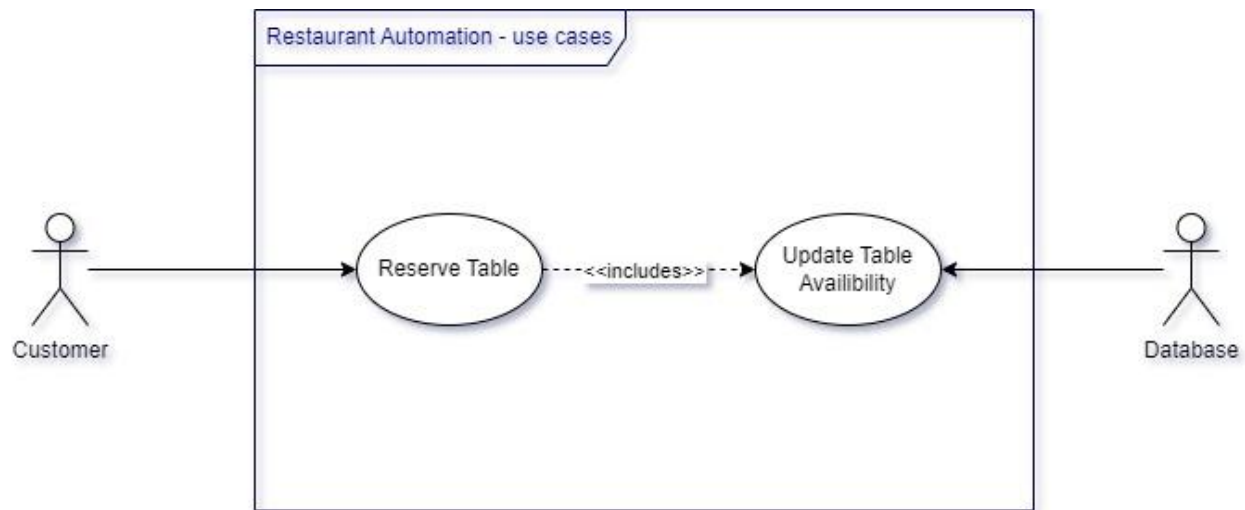 Restaurant Automation - use cases
Reserve Table
<<includes>>
Update Table
Availibility
Customer
Database